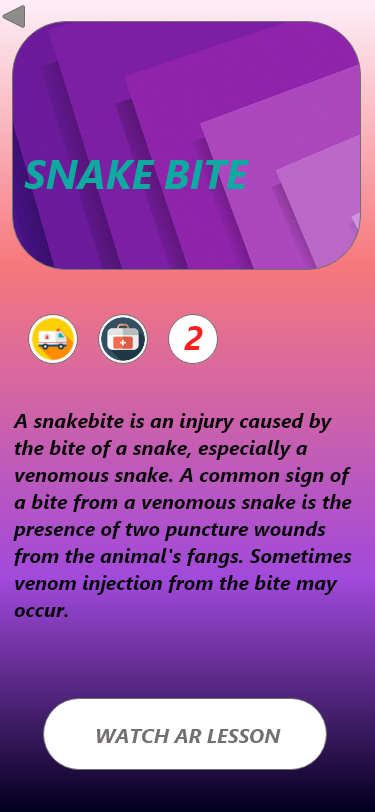 SNAKE BITE
2
A snakebite is an injury caused by
the bite of a snake, especially a
venomous snake. A common sign of
a bite from a venomous snake is the
presence of two puncture wounds
from the animal's fangs. Sometimes
venom injection from the bite may
occur.
WATCH AR LESSON